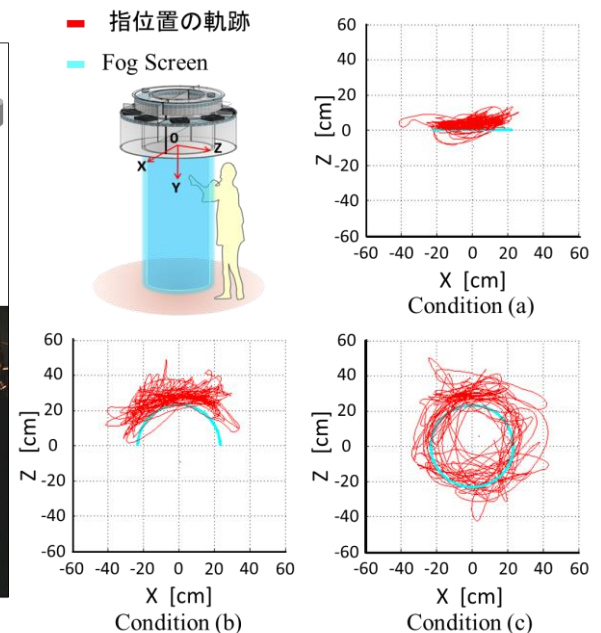 指位置の軌跡
Fog Screen
O
X
Z
Y
60
40
20
0
-20
-40
-60
Z [cm]
-60 -40 -20 0 20 40 60
X [cm]
Condition (a)
60
40
20
0
-20
-40
-60
Z [cm]
-60 -40 -20 0 20 40 60
X [cm]
Condition (b)
60
40
20
0
-20
-40
-60
Z [cm]
-60 -40 -20 0 20 40 60
X [cm]
Condition (c)